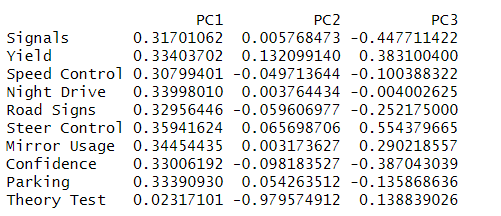 PC1 PC2 PC3
Signals 0.31701062 0.005768473 -0.447711422
Yield 0.33403702 0.132099140 0.383100400
Speed Control 0.30799401 -0.049713644 -0.100388322
Night Drive 0.33998010 0.003764434 -0.004002625
Road Signs 0.32956446 -0.059606977 -0.252175000
Steer Control 0.35941624 0.065698706 0.554379665
Mirror Usage 0.34454435 0.003173627 0.290218557
Confidence 0.33006192 -0.098183527 -0.387043039
Parking 0.33390930 0.054263512 -0.135868636
Theory Test 0.02317101 -0.979574912 0.138839026